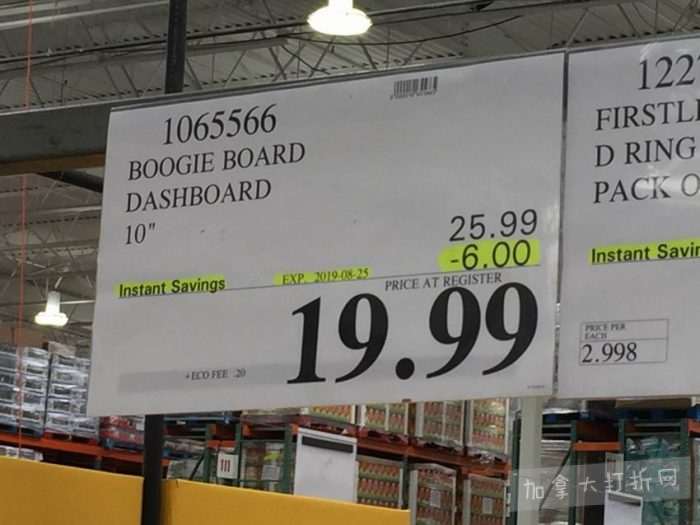 1065566
BOOGIE BOARD
DASHBOARD
10"
25.99
-6.00
Instant Savings
EXP. 2019-08-25
PRICE AT REGISTER
19.99
+ECO FEE .20
122
FIRSTL
D RING
PACK O
Instant Savin
PRICE PER
EACH
2.998
111
加拿大打折网